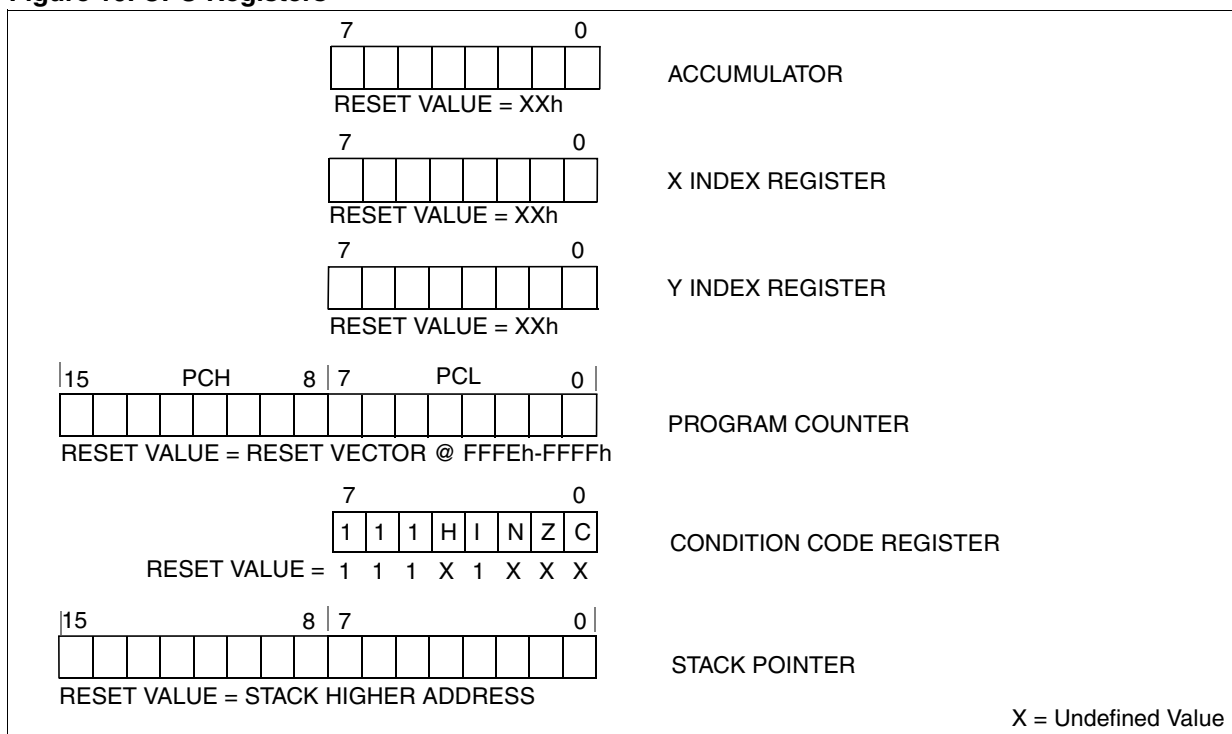 7 0
ACCUMULATOR
RESET VALUE = XXh
7 0
X INDEX REGISTER
RESET VALUE = XXh
7 0
Y INDEX REGISTER
RESET VALUE = XXh
15 PCH 8 7 PCL 0
PROGRAM COUNTER
RESET VALUE = RESET VECTOR @ FFFEh-FFFFh
7 0
1 1 1 H I N Z C
CONDITION CODE REGISTER
RESET VALUE = 1 1 1 X 1 X X X
15 8 7 0
STACK POINTER
RESET VALUE = STACK HIGHER ADDRESS
X = Undefined Value